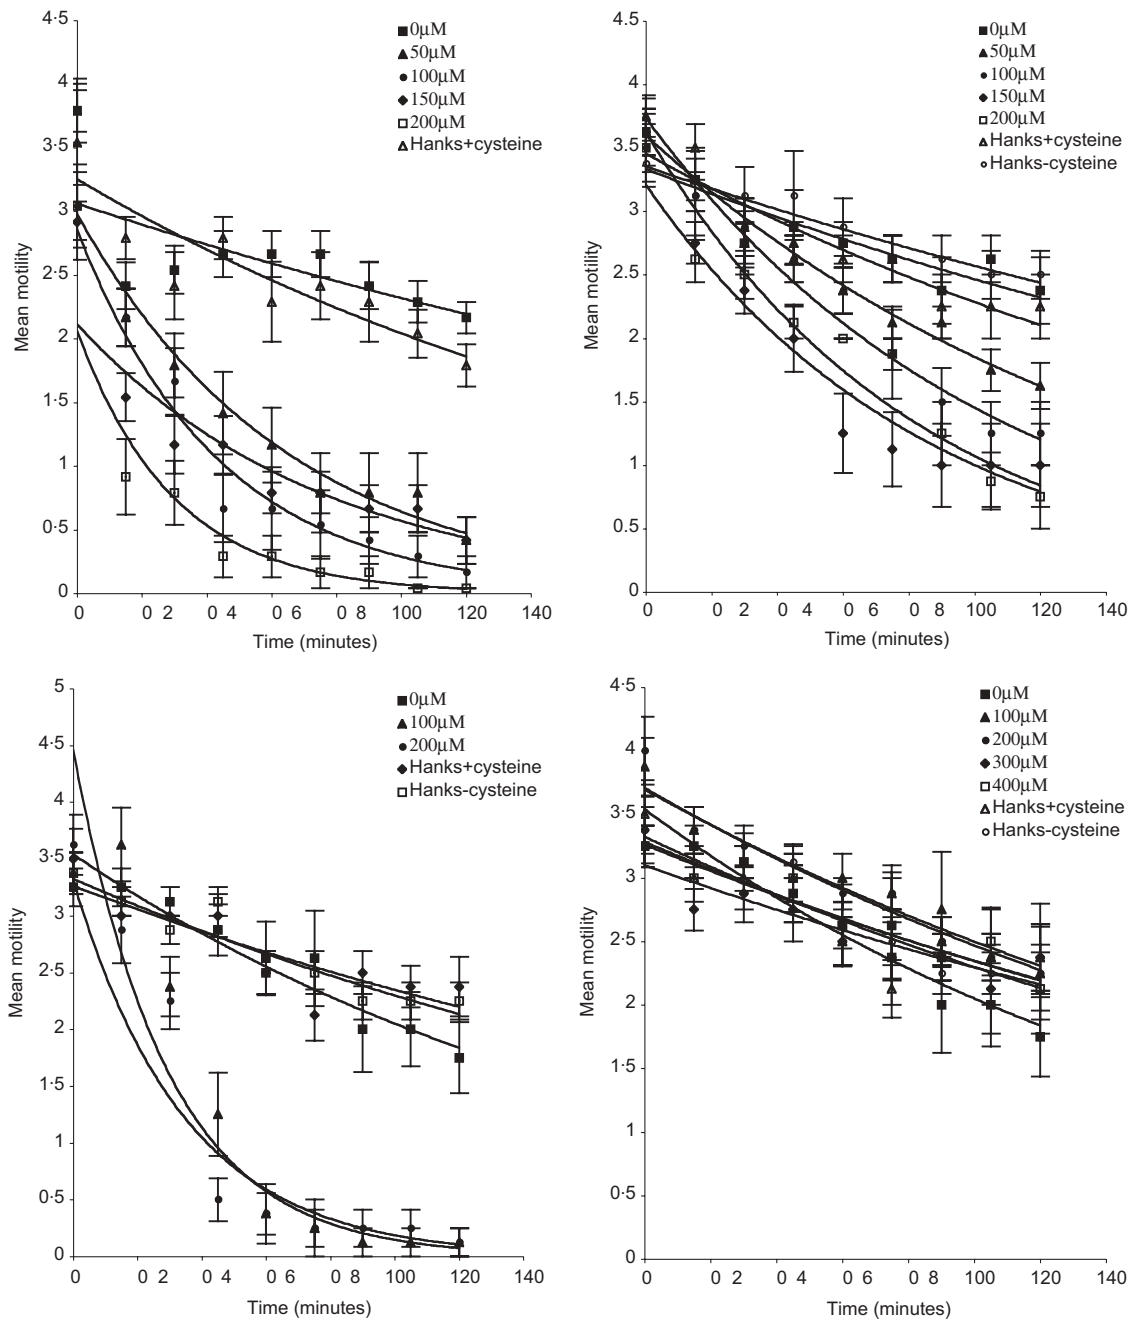 4·5
4
3·5
3
2·5
2
1·5
1
0·5
0
Mean motility
0μM
50μM
100μM
150μM
200μM
Hanks+cysteine
0 0 2 0 4 0 6 0 8 100 120 140
Time (minutes)
4.5
4
3.5
3
2.5
2
1.5
1
0.5
0
Mean motility
0μM
50μM
100μM
150μM
200μM
Hanks+cysteine
Hanks-cysteine
0 0 2 0 4 0 6 0 8 100 120 140
Time (minutes)
5
4·5
4
3·5
3
2·5
2
1·5
1
0·5
0
Mean motility
0μM
100μM
200μM
Hanks+cysteine
Hanks-cysteine
0 0 2 0 4 0 6 0 8 100 120 140
Time (minutes)
4·5
4
3·5
3
2·5
2
1·5
1
0·5
0
Mean motility
0μM
100μM
200μM
300μM
400μM
Hanks+cysteine
Hanks-cysteine
0 0 2 0 4 0 6 0 8 100 120 140
Time (minutes)